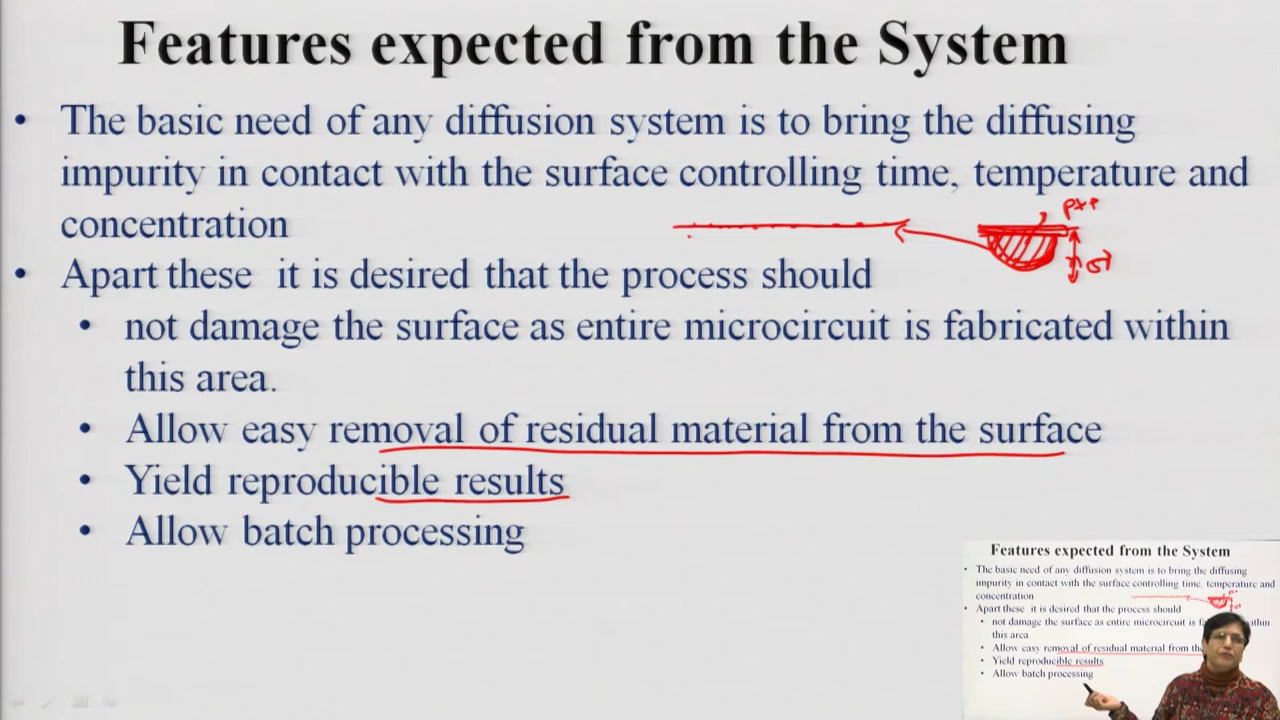 Features expected from the System
• The basic need of any diffusion system is to bring the diffusing
impurity in contact with the surface controlling time, temperature and
concentration
• Apart these it is desired that the process should
• not damage the surface as entire microcircuit is fabricated within
this area.
• Allow easy removal of residual material from the surface
• Yield reproducible results
• Allow batch processing
Features expected from the System
• The basic need of any diffusion system is to bring the diffusing
impurity in contact with the surface controlling time, temperature and
concentration
• Apart these it is desired that the process should
• not damage the surface as entire microcircuit is
this area
• Allow easy removal of residual material from
• Yield reproducible results
• Allow batch processing